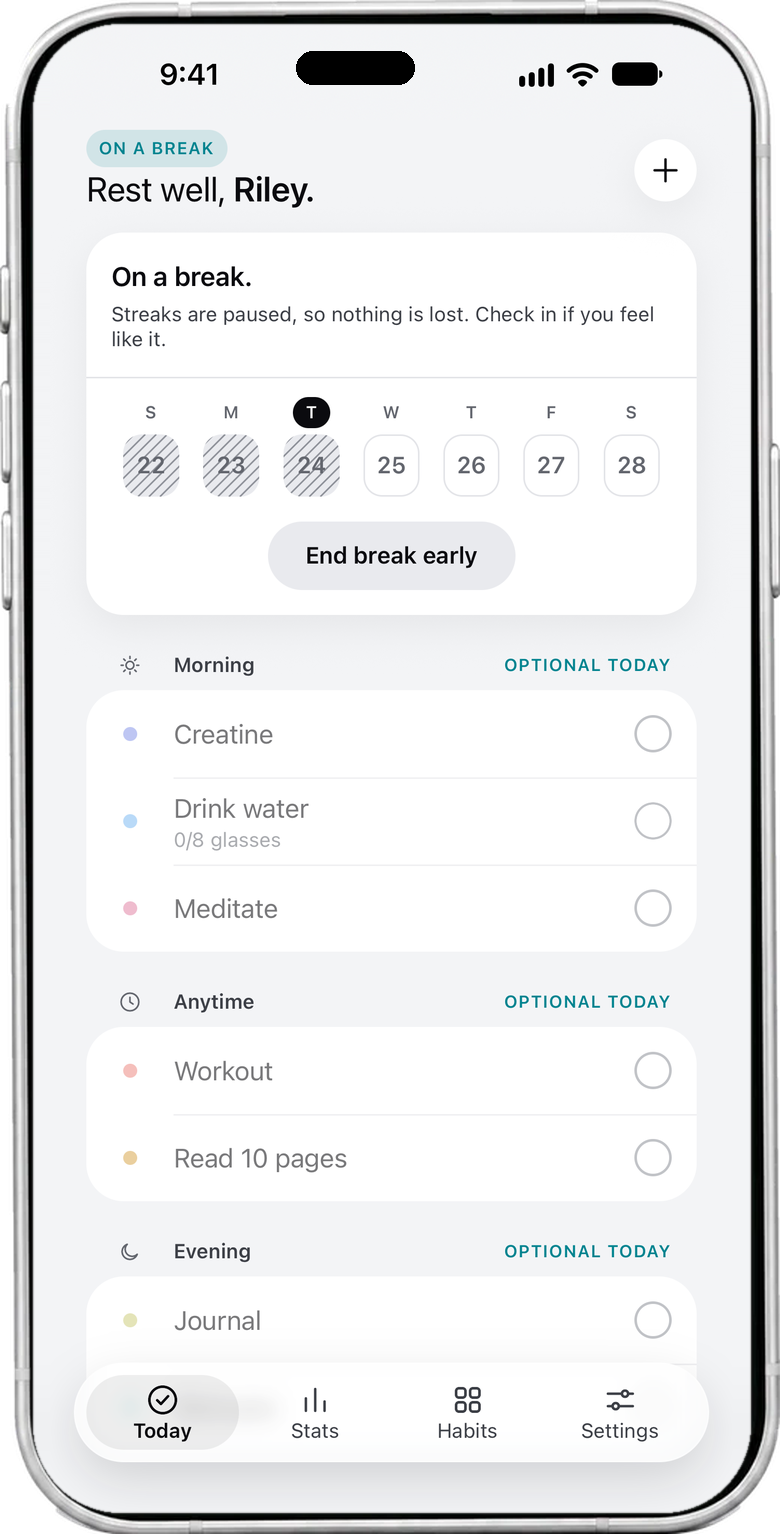 9:41
ON A BREAK
Rest well, Riley.
On a break.
Streaks are paused, so nothing is lost. Check in if you feel
like it.
S M T W T F S
22 23 24 25 26 27 28
End break early
Morning OPTIONAL TODAY
Creatine
Drink water
0/8 glasses
Meditate
Anytime OPTIONAL TODAY
Workout
Read 10 pages
Evening OPTIONAL TODAY
Journal
Today Stats Habits Settings